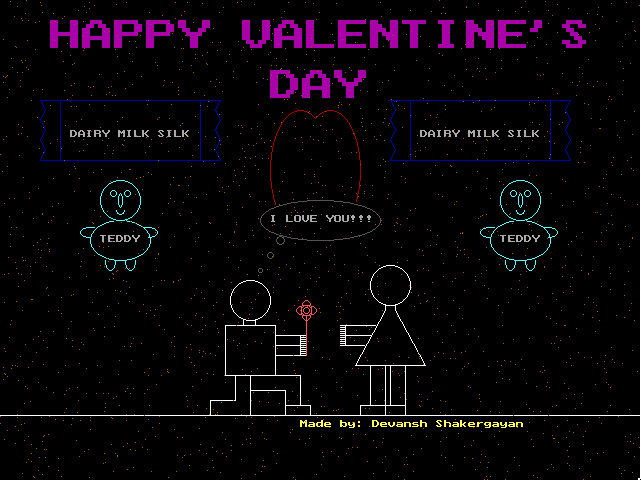 HAPPY VALENTINE'S
DAY
DAIRY MILK SILK
DAIRY MILK SILK
I LOVE YOU!!!
TEDDY
TEDDY
Made by: Devansh Shakergayan